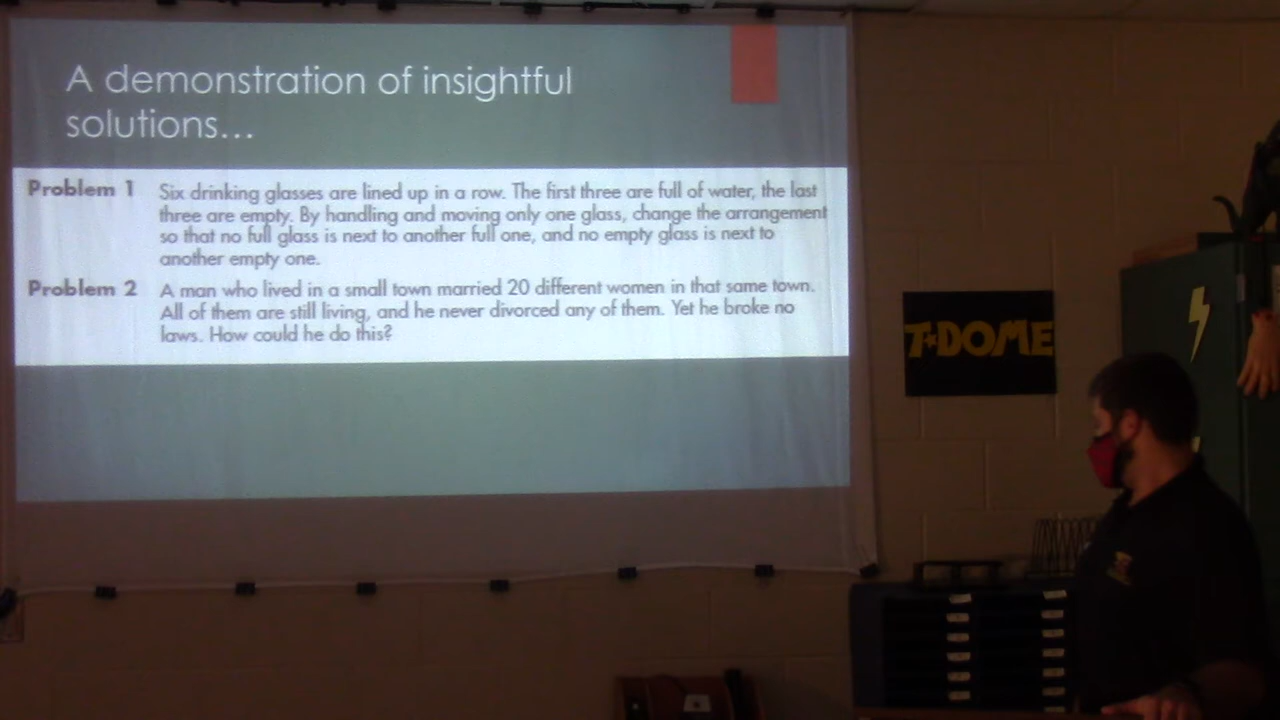 A demonstration of insightful
solutions...
Problem 1 Six drinking glasses are lined up in a row. The first three are full of water, the last
three are empty. By handling and moving only one glass, change the arrangement
so that no full glass is next to another full one, and no empty glass is next to
another empty one.
Problem 2 A man who lived in a small town married 20 different women in that same town.
All of them are still living, and he never divorced any of them. Yet he broke no
laws. How could he do this?
T-DOME